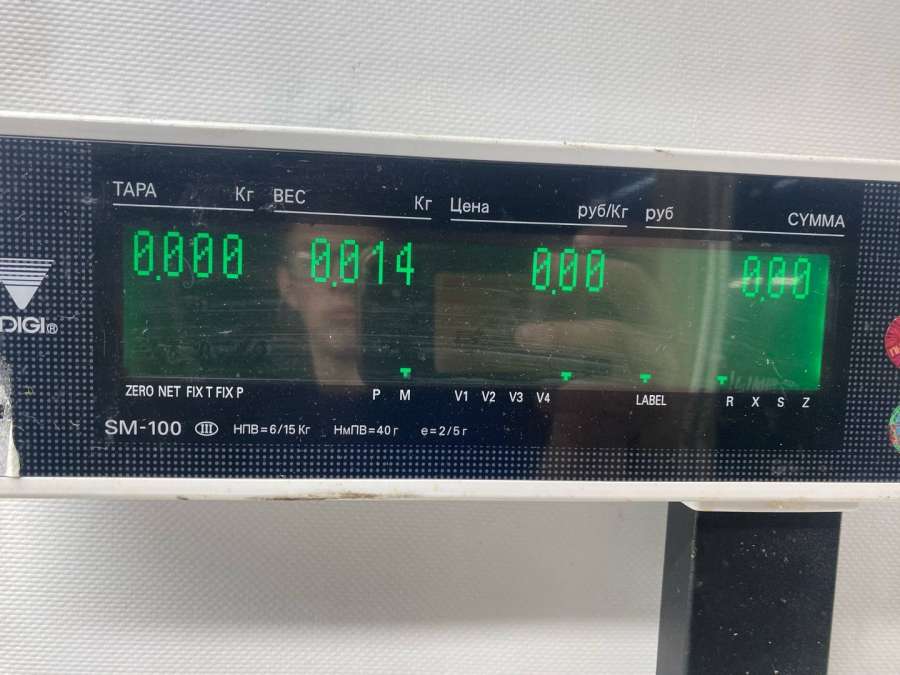 ТАРА Кг ВЕС Кг Цена руб/Кг руб СУММА
0.000 0.014 0.00 0.00
DIGI®
ZERO NET FIX T FIX P P M V1 V2 V3 V4 LABEL R X S Z
SM-100 III НПВ=6/15Кг НмПВ=40г e=2/5г